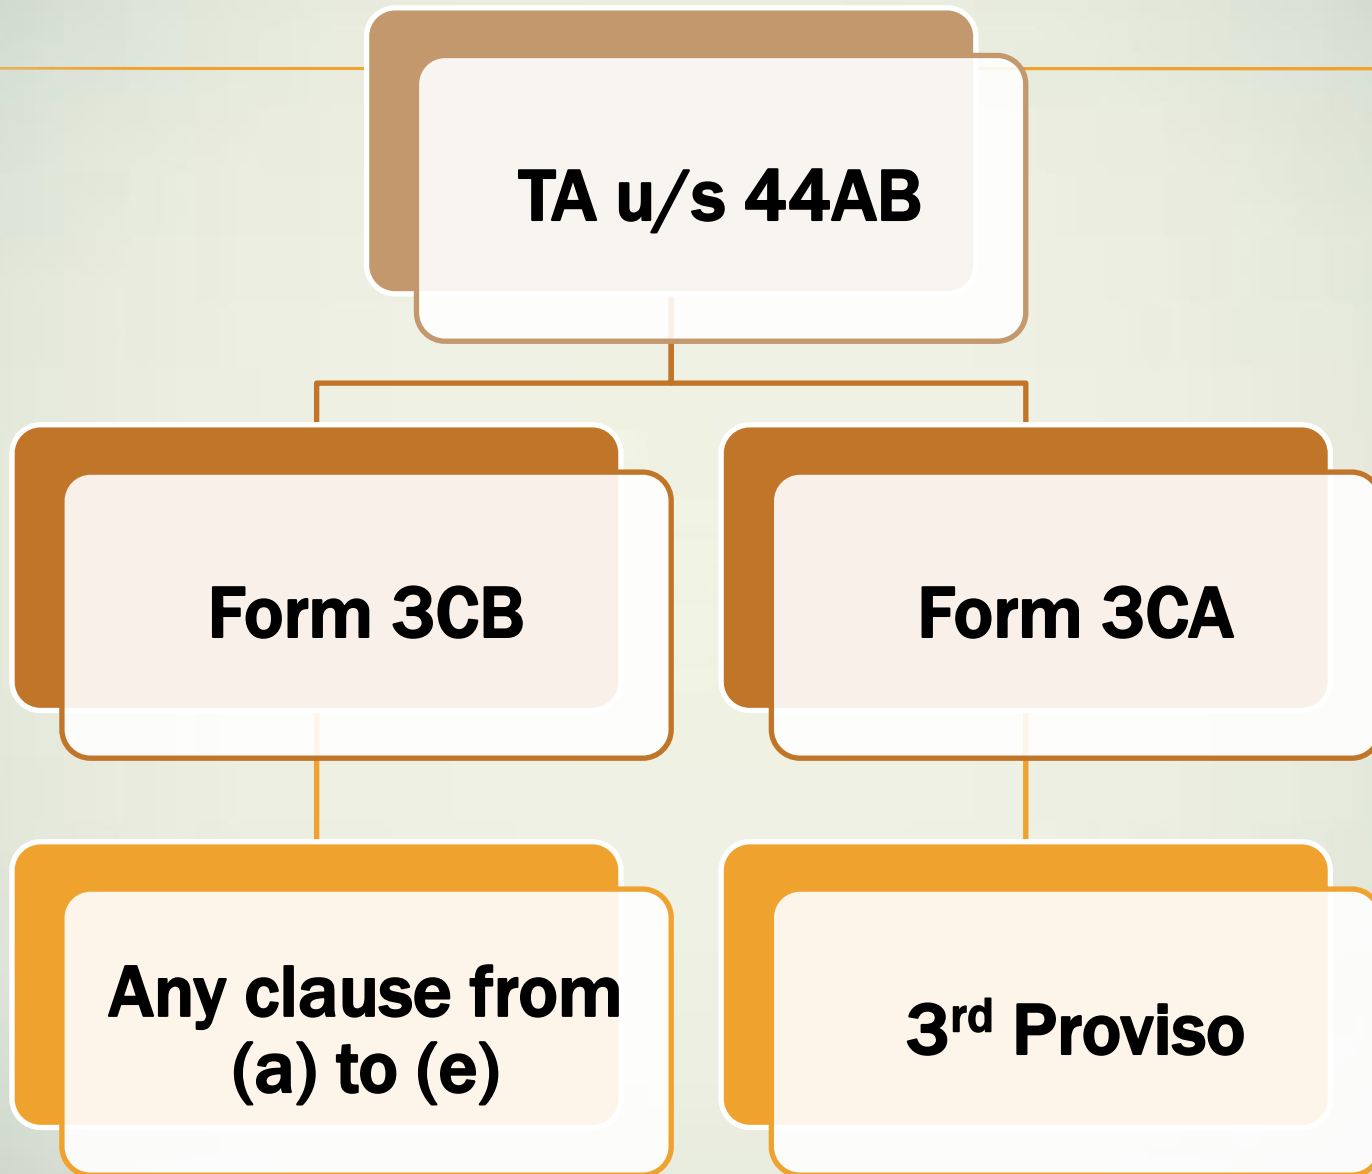 TA u/s 44AB
Form 3CB
Form 3CA
Any clause from
(a) to (e)
3rd Proviso